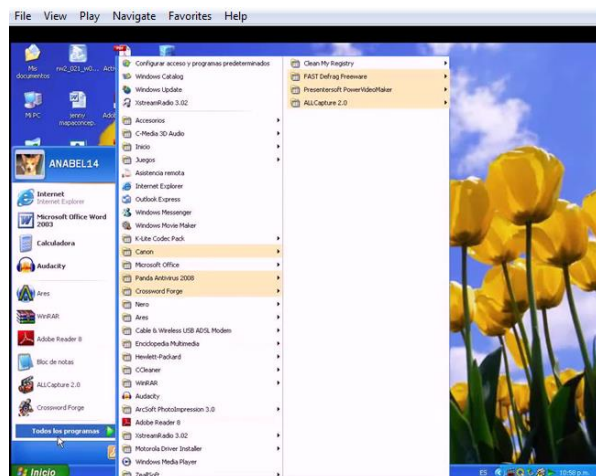 File View Play Navigate Favorites Help
Mis documentos
rw2_021_w0...
Mi PC
jenny mapaconcep...
ANABEL14
Internet
Internet Explorer
Microsoft Office Word 2003
Calculadora
Audacity
Ares
WinRAR
Adobe Reader 8
Bloc de notas
ALLCapture 2.0
Crossword Forge
Todos los programas
Inicio
Configurar acceso y programas predeterminados
Windows Catalog
Windows Update
XstreamRadio 3.02
Accesorios
C-Media 3D Audio
Inicio
Juegos
Asistencia remota
Internet Explorer
Outlook Express
Windows Messenger
Windows Movie Maker
K-Lite Codec Pack
Canon
Microsoft Office
Panda Antivirus 2008
Crossword Forge
Nero
Ares
Cable & Wireless USB ADSL Modem
Enciclopedia Multimedia
Hewlett-Packard
CCleaner
WinRAR
Audacity
ArcSoft PhotoImpression 3.0
Adobe Reader 8
XstreamRadio 3.02
Motorola Driver Installer
Windows Media Player
ZealSoft
Clean My Registry
FAST Defrag Freeware
Presentersoft PowerVideoMaker
ALLCapture 2.0
ES
10:58 p.m.